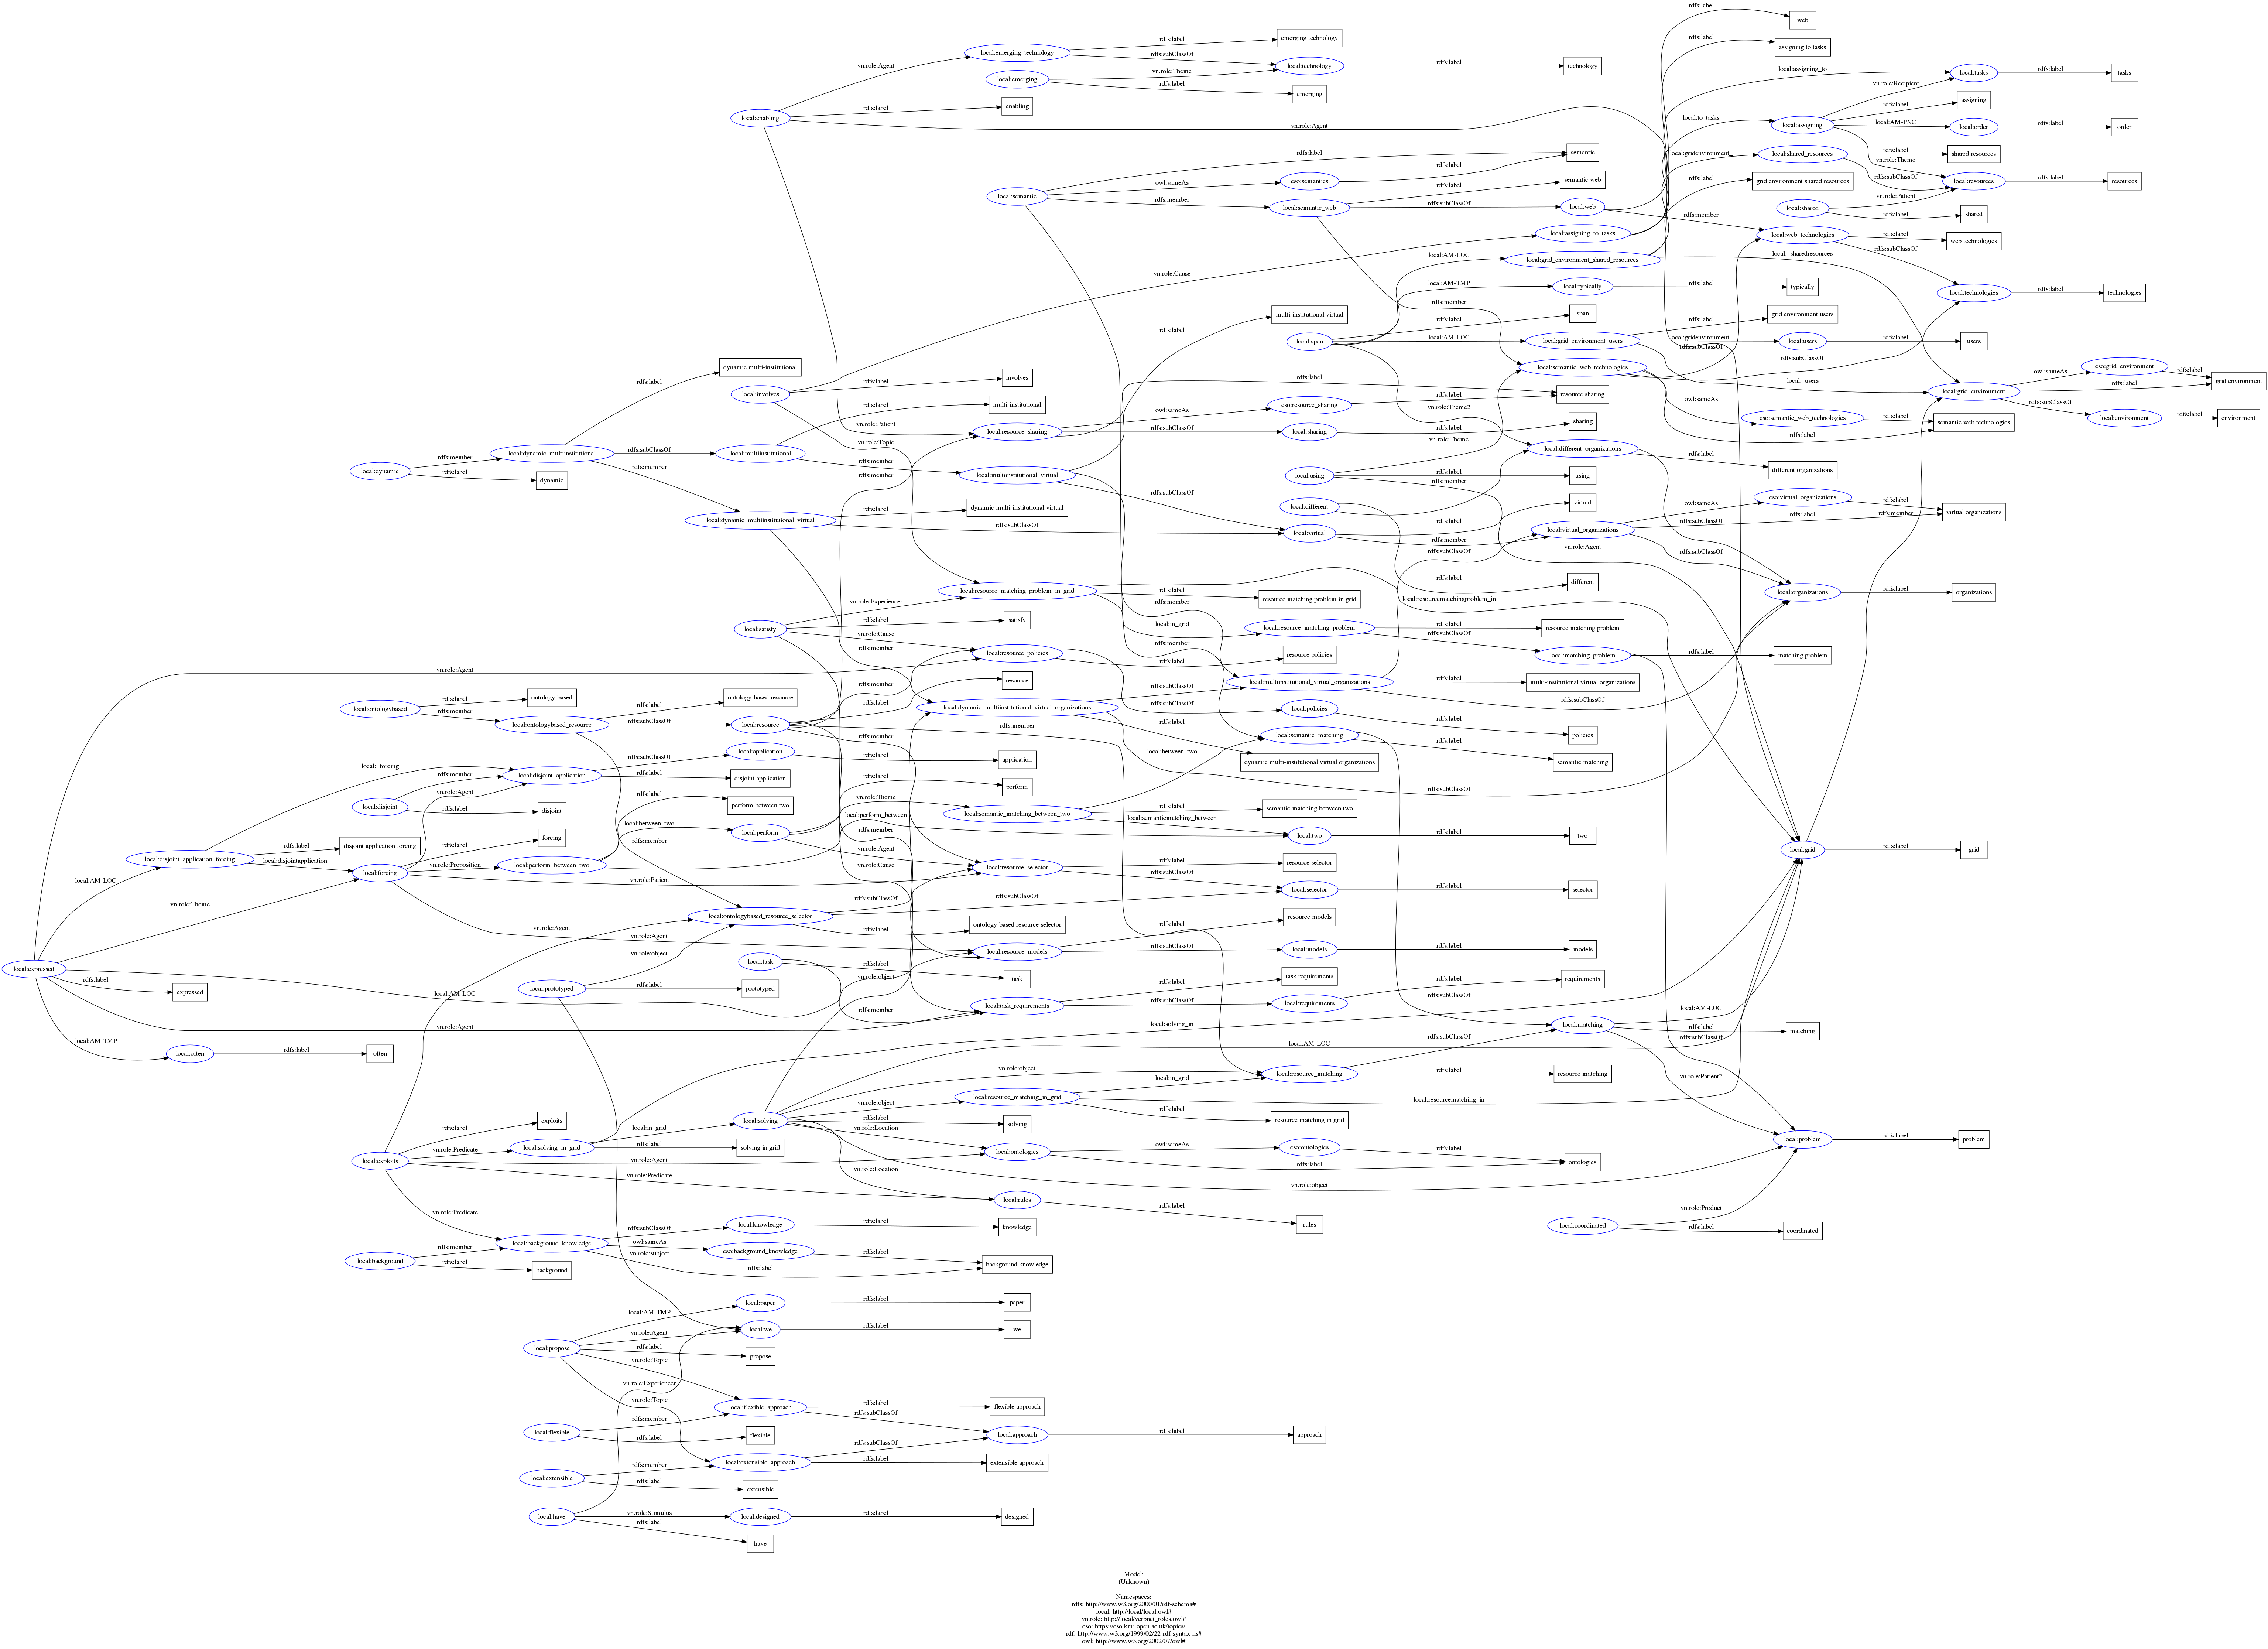 rdfs:label
web
rdfs:label
assigning to tasks
rdfs:label
emerging technology
local:emerging_technology
rdfs:subClassOf
vn.role:Agent
local:technology
rdfs:label
technology
local:assigning_to
local:tasks
rdfs:label
tasks
local:emerging
vn.role:Theme
rdfs:label
emerging
vn.role:Recipient
assigning
rdfs:label
local:enabling
rdfs:label
enabling
vn.role:Agent
local:to_tasks
local:assigning
local:AM-PNC
local:order
rdfs:label
order
rdfs:label
semantic
rdfs:label
local:gridenvironment_
local:shared_resources
rdfs:label
shared resources
vn.role:Theme
local:semantic
owl:sameAs
cso:semantics
rdfs:label
semantic web
rdfs:label
grid environment shared resources
rdfs:subClassOf
local:resources
rdfs:label
resources
vn.role:Patient
rdfs:member
local:semantic_web
rdfs:subClassOf
local:web
local:shared
rdfs:label
shared
rdfs:member
local:assigning_to_tasks
local:web_technologies
rdfs:label
web technologies
rdfs:subClassOf
local:AM-LOC
local:grid_environment_shared_resources
local:_sharedresources
vn.role:Cause
local:AM-TMP
local:typically
rdfs:label
typically
local:technologies
rdfs:label
technologies
rdfs:member
rdfs:label
multi-institutional virtual
rdfs:label
span
rdfs:label
grid environment users
local:span
local:AM-LOC
local:grid_environment_users
local:gridenvironment_
rdfs:subClassOf
local:users
rdfs:label
users
rdfs:subClassOf
local:semantic_web_technologies
cso:grid_environment
rdfs:label
owl:sameAs
grid environment
rdfs:label
dynamic multi-institutional
rdfs:label
local:involves
rdfs:label
involves
rdfs:label
resource sharing
local:_users
local:grid_environment
rdfs:label
rdfs:subClassOf
owl:sameAs
rdfs:label
multi-institutional
vn.role:Patient
owl:sameAs
cso:resource_sharing
rdfs:label
vn.role:Theme2
cso:semantic_web_technologies
rdfs:label
semantic web technologies
local:environment
rdfs:label
environment
vn.role:Topic
local:resource_sharing
rdfs:subClassOf
local:sharing
rdfs:label
sharing
vn.role:Theme
rdfs:label
local:dynamic_multiinstitutional
rdfs:subClassOf
local:multiinstitutional
rdfs:member
local:different_organizations
rdfs:label
different organizations
local:dynamic
rdfs:member
rdfs:label
dynamic
rdfs:member
rdfs:member
local:multiinstitutional_virtual
local:using
rdfs:label
using
rdfs:member
rdfs:subClassOf
local:different
virtual
owl:sameAs
cso:virtual_organizations
rdfs:label
rdfs:label
virtual organizations
rdfs:member
local:dynamic_multiinstitutional_virtual
rdfs:label
dynamic multi-institutional virtual
rdfs:subClassOf
local:virtual
rdfs:label
rdfs:member
local:virtual_organizations
rdfs:subClassOf
rdfs:subClassOf
vn.role:Agent
rdfs:subClassOf
rdfs:label
different
local:organizations
rdfs:label
organizations
vn.role:Experiencer
local:resource_matching_problem_in_grid
rdfs:label
resource matching problem in grid
local:resourcematchingproblem_in
rdfs:member
local:satisfy
rdfs:label
satisfy
vn.role:Cause
rdfs:member
local:in_grid
local:resource_matching_problem
rdfs:label
resource matching problem
rdfs:subClassOf
vn.role:Agent
local:resource_policies
rdfs:member
rdfs:label
resource policies
local:matching_problem
rdfs:label
matching problem
rdfs:member
rdfs:label
resource
rdfs:subClassOf
local:multiinstitutional_virtual_organizations
rdfs:label
multi-institutional virtual organizations
rdfs:subClassOf
rdfs:label
ontology-based
rdfs:label
ontology-based resource
local:ontologybased
rdfs:member
local:ontologybased_resource
rdfs:subClassOf
local:resource
local:dynamic_multiinstitutional_virtual_organizations
rdfs:label
rdfs:subClassOf
local:policies
rdfs:label
policies
rdfs:member
rdfs:member
local:semantic_matching
rdfs:label
semantic matching
rdfs:subClassOf
local:application
rdfs:label
application
local:between_two
dynamic multi-institutional virtual organizations
local:_forcing
rdfs:member
local:disjoint_application
rdfs:label
disjoint application
rdfs:label
perform
rdfs:subClassOf
local:disjoint
rdfs:label
disjoint
vn.role:Agent
rdfs:label
perform between two
vn.role:Theme
local:semantic_matching_between_two
rdfs:label
semantic matching between two
local:semanticmatching_between
local:perform_between
local:between_two
local:perform
rdfs:member
local:two
rdfs:label
two
rdfs:label
forcing
rdfs:label
disjoint application forcing
rdfs:member
vn.role:Agent
local:disjoint_application_forcing
local:disjointapplication_
local:forcing
vn.role:Proposition
local:perform_between_two
vn.role:Cause
local:resource_selector
rdfs:label
resource selector
local:grid
rdfs:label
grid
local:AM-LOC
vn.role:Patient
rdfs:subClassOf
local:selector
rdfs:label
selector
vn.role:Theme
local:ontologybased_resource_selector
rdfs:subClassOf
rdfs:subClassOf
rdfs:label
ontology-based resource selector
rdfs:label
resource models
vn.role:Agent
vn.role:Agent
local:resource_models
rdfs:subClassOf
local:models
rdfs:label
models
vn.role:object
local:expressed
local:task
rdfs:label
task
vn.role:object
rdfs:label
task requirements
rdfs:label
requirements
rdfs:label
expressed
local:AM-LOC
local:prototyped
rdfs:label
prototyped
local:task_requirements
rdfs:subClassOf
local:requirements
rdfs:subClassOf
rdfs:member
local:AM-LOC
vn.role:Agent
local:solving_in
local:matching
rdfs:label
matching
local:AM-TMP
local:often
rdfs:label
often
local:AM-LOC
rdfs:subClassOf
rdfs:subClassOf
vn.role:object
local:resource_matching
rdfs:label
resource matching
local:in_grid
vn.role:Patient2
vn.role:object
local:resource_matching_in_grid
local:resourcematching_in
rdfs:label
resource matching in grid
rdfs:label
exploits
local:in_grid
local:solving
rdfs:label
solving
vn.role:Location
local:problem
rdfs:label
problem
vn.role:Predicate
local:solving_in_grid
rdfs:label
solving in grid
local:ontologies
owl:sameAs
cso:ontologies
rdfs:label
ontologies
local:exploits
vn.role:Agent
vn.role:Location
rdfs:label
vn.role:Predicate
vn.role:object
local:rules
rdfs:label
rules
vn.role:Predicate
rdfs:subClassOf
local:knowledge
rdfs:label
knowledge
vn.role:Product
local:coordinated
rdfs:label
coordinated
rdfs:member
local:background_knowledge
owl:sameAs
cso:background_knowledge
rdfs:label
vn.role:subject
rdfs:label
background knowledge
local:background
rdfs:label
background
local:AM-TMP
local:paper
rdfs:label
paper
vn.role:Agent
local:we
rdfs:label
we
local:propose
rdfs:label
propose
vn.role:Topic
vn.role:Experiencer
vn.role:Topic
local:flexible_approach
rdfs:label
flexible approach
rdfs:subClassOf
rdfs:member
local:flexible
rdfs:label
flexible
local:approach
rdfs:label
approach
rdfs:subClassOf
rdfs:member
local:extensible_approach
rdfs:label
extensible approach
local:extensible
rdfs:label
extensible
local:have
vn.role:Stimulus
local:designed
rdfs:label
designed
rdfs:label
have
Model:
(Unknown)
Namespaces:
rdfs: http://www.w3.org/2000/01/rdf-schema#
local: http://local/local.owl#
vn.role: http://local/verbnet_roles.owl#
cso: https://cso.kmi.open.ac.uk/topics/
rdf: http://www.w3.org/1999/02/22-rdf-syntax-ns#
owl: http://www.w3.org/2002/07/owl#